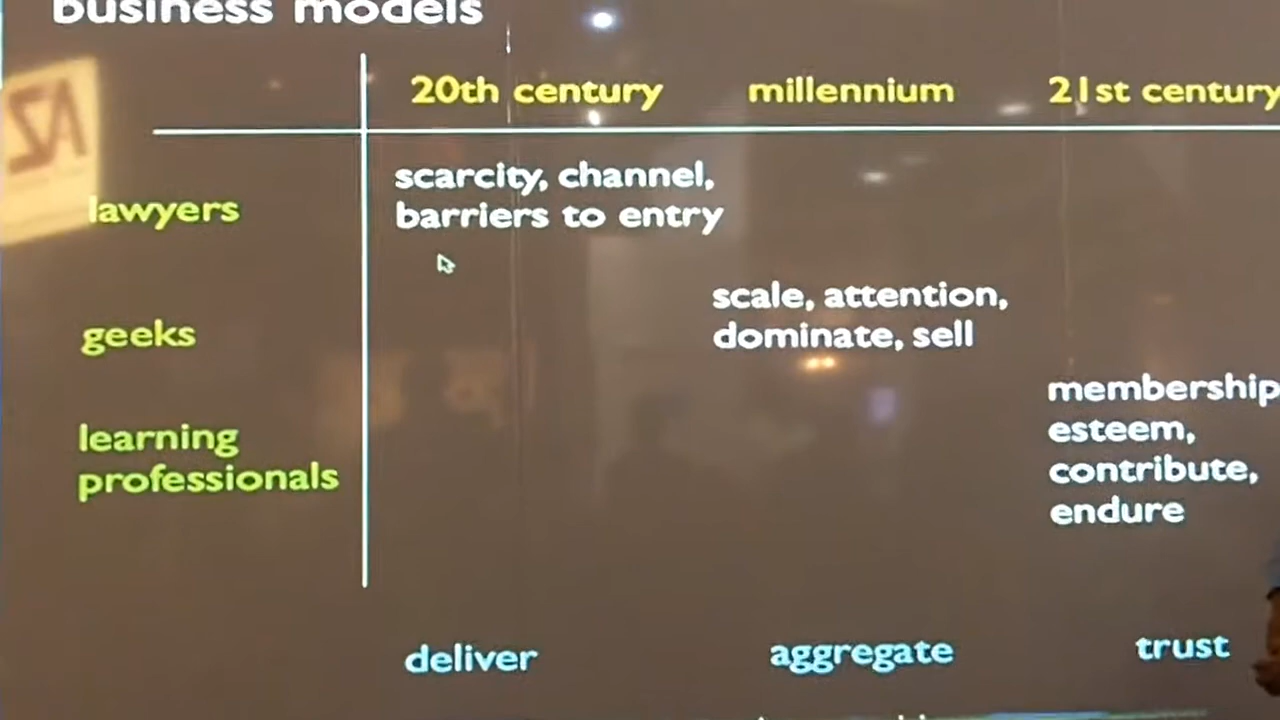 business models
20th century millennium 21st century
lawyers
scarcity, channel,
barriers to entry
geeks
scale, attention,
dominate, sell
learning
professionals
membership
esteem,
contribute,
endure
deliver aggregate trust